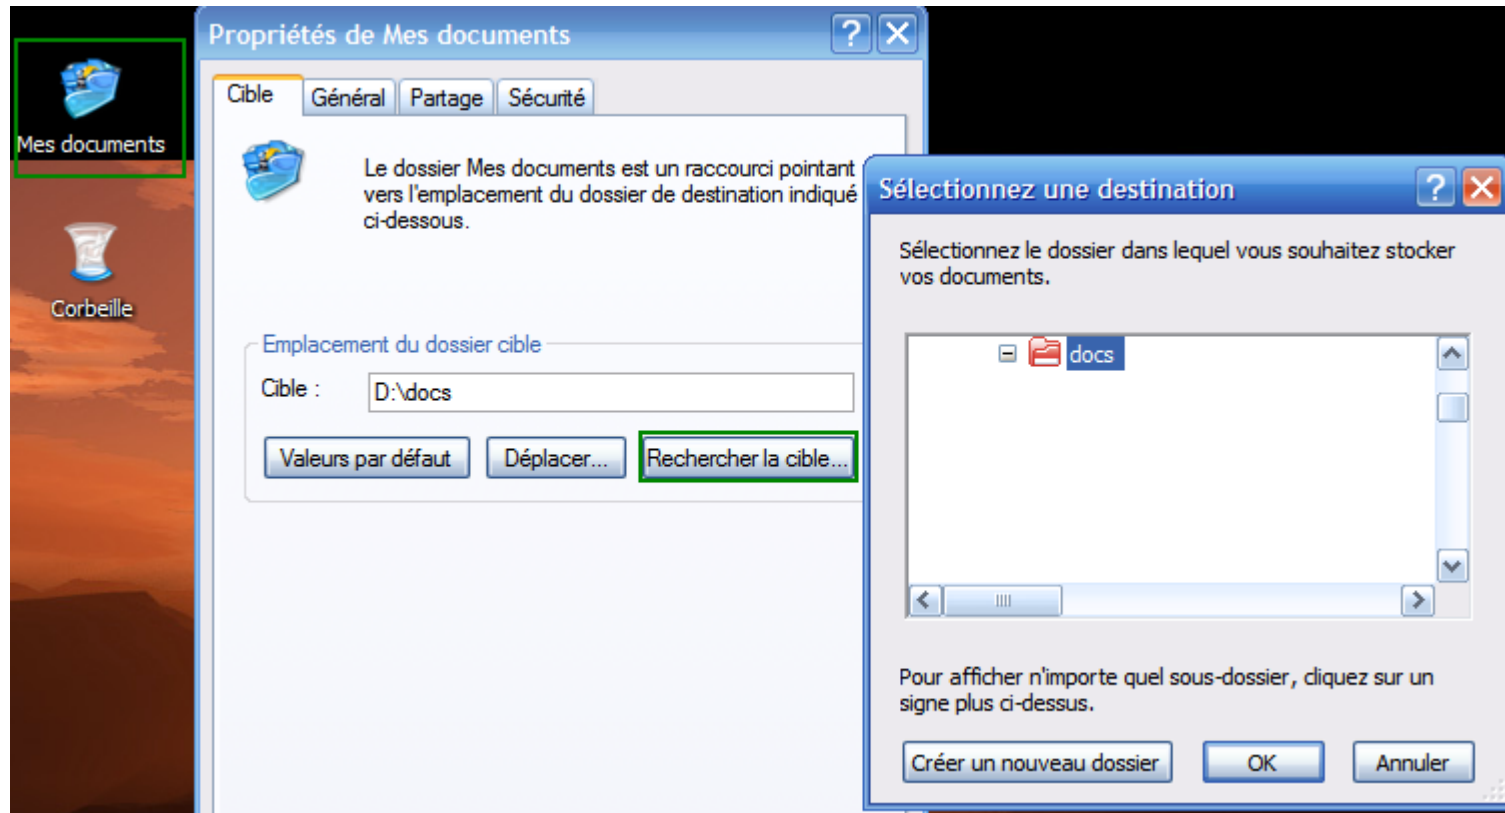 Mes documents
Corbeille
Propriétés de Mes documents
Cible Général Partage Sécurité
Le dossier Mes documents est un raccourci pointant
vers l'emplacement du dossier de destination indiqué
ci-dessous.
Emplacement du dossier cible
Cible : D:\docs
Valeurs par défaut Déplacer... Rechercher la cible...
Sélectionnez une destination
Sélectionnez le dossier dans lequel vous souhaitez stocker
vos documents.
docs
Pour afficher n'importe quel sous-dossier, cliquez sur un
signe plus ci-dessus.
Créer un nouveau dossier OK Annuler